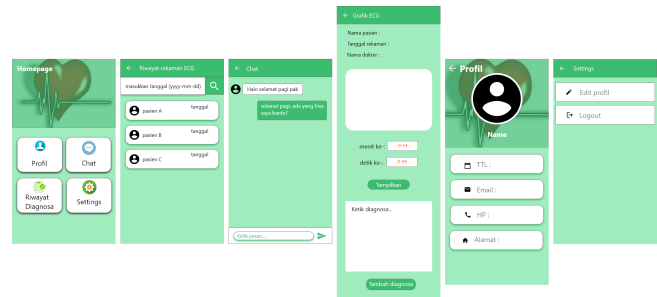 Homepage
Profil
Chat
Riwayat
Diagnosa
Settings
Riwayat rekaman ECG
masukkan tanggal (yyyy-mm-dd)
pasien A
tanggal
pasien B
tanggal
pasien C
tanggal
Chat
Halo selamat pagi pak
selamat pagi, ada yang bisa
saya bantu?
Ketik pesan...
Grafik ECG
Nama pasien :
Tanggal rekaman :
Nama dokter :
menit ke- :
0-14
detik ke- :
0-59
Tampilkan
Ketik diagnosa..
Tambah diagnosa
Profil
Nama
TTL :
Email :
HP :
Alamat :
Settings
Edit profil
Logout